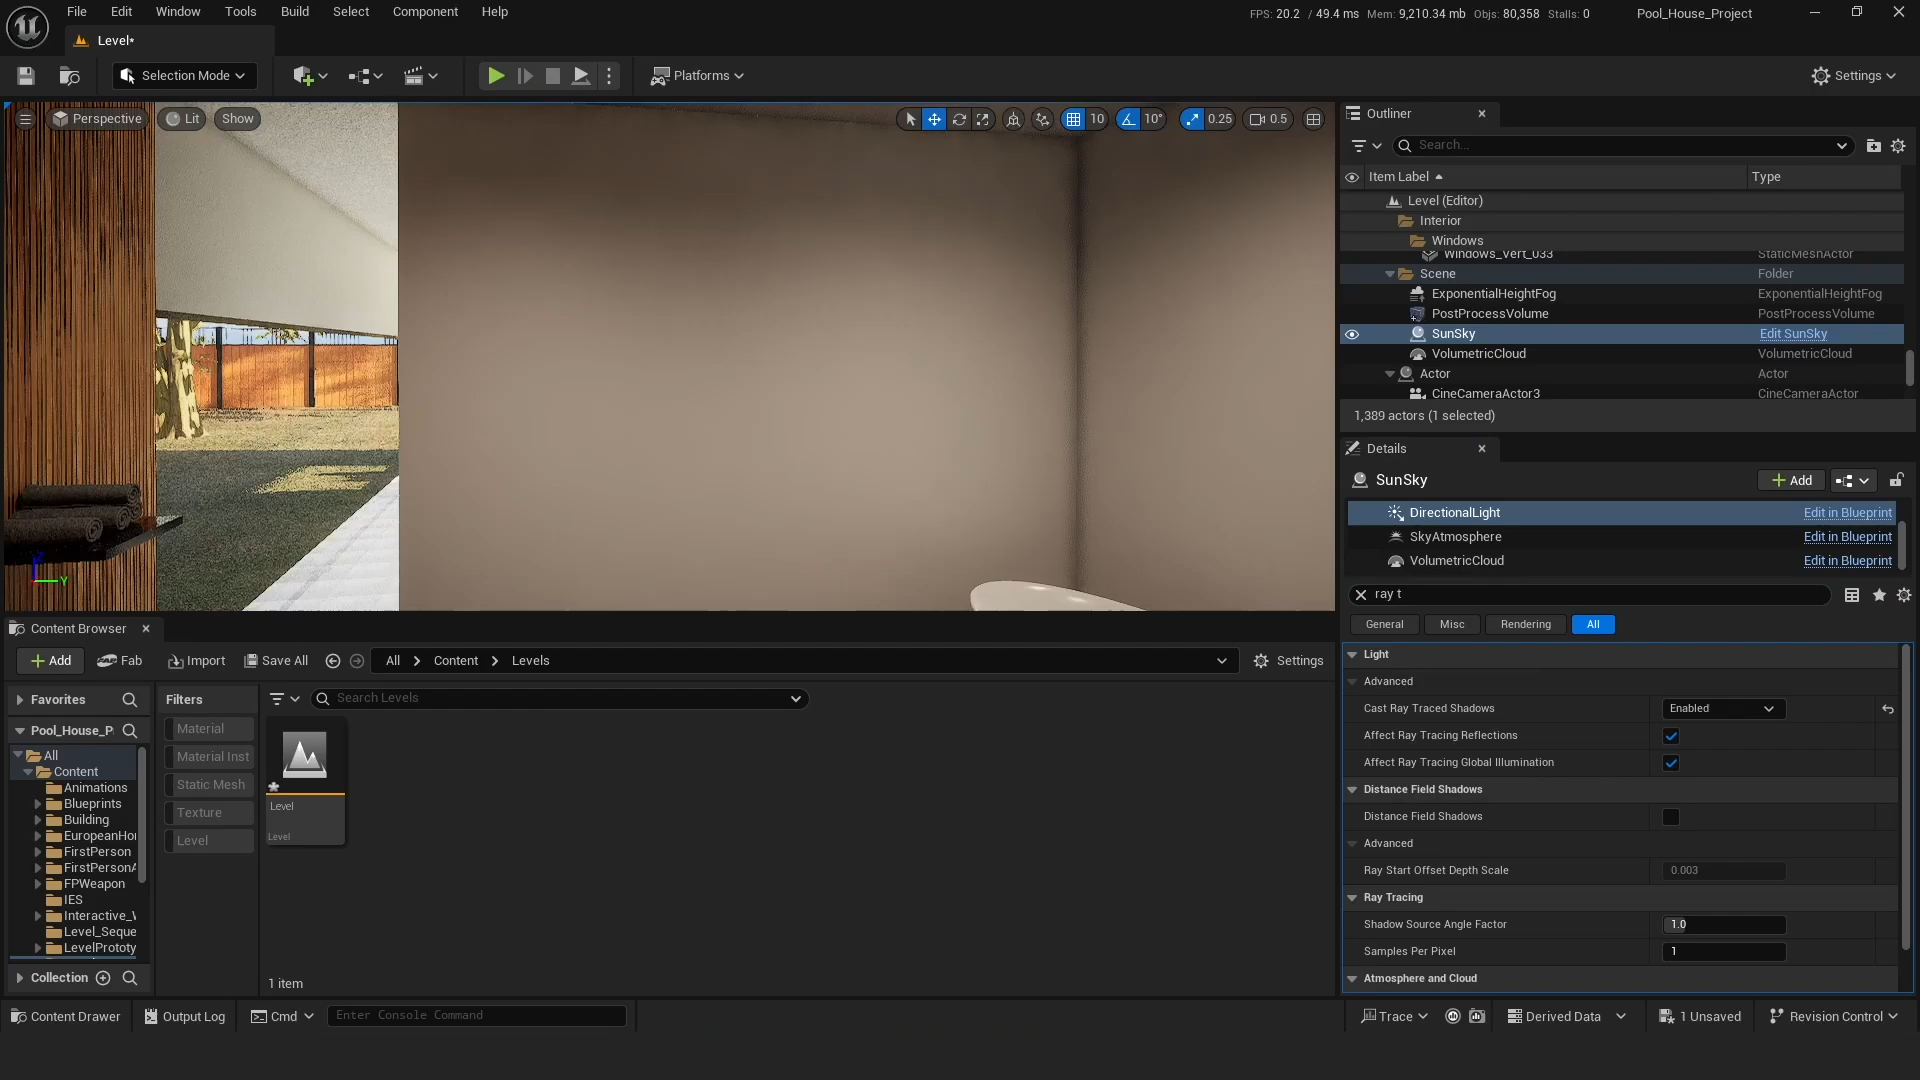 File Edit Window Tools Build Select Component Help
FPS: 20.2 / 49.4 ms Mem: 9,210.34 mb Objs: 80,358 Stalls: 0 Pool_House_Project
Level*
Selection Mode Platforms Settings
Perspective Lit Show 10 10° 0.25 0.5
Outliner
Search...
Item Label Type
Level (Editor)
Interior
Windows
Windows_Vert_033 StaticMeshActor
Scene Folder
ExponentialHeightFog ExponentialHeightFog
PostProcessVolume PostProcessVolume
SunSky Edit SunSky
VolumetricCloud VolumetricCloud
Actor Actor
CineCameraActor3 CineCameraActor
1,389 actors (1 selected)
Details
SunSky Add
DirectionalLight Edit in Blueprint
SkyAtmosphere Edit in Blueprint
VolumetricCloud Edit in Blueprint
ray t
General Misc Rendering All
Light
Advanced
Cast Ray Traced Shadows Enabled
Affect Ray Tracing Reflections
Affect Ray Tracing Global Illumination
Distance Field Shadows
Distance Field Shadows
Advanced
Ray Start Offset Depth Scale 0.003
Ray Tracing
Shadow Source Angle Factor 1.0
Samples Per Pixel 1
Atmosphere and Cloud
Content Browser
Add Fab Import Save All All Content Levels Settings
Favorites
Pool_House_P
All
Content
Animations
Blueprints
Building
EuropeanHo
FirstPerson
FirstPersonA
FPWeapon
IES
Interactive_W
Level_Seque
LevelPrototy
Collection
Filters
Material
Material Inst
Static Mesh
Texture
Level
Search Levels
Level
Level
1 item
Content Drawer Output Log Cmd Enter Console Command Trace Derived Data 1 Unsaved Revision Control